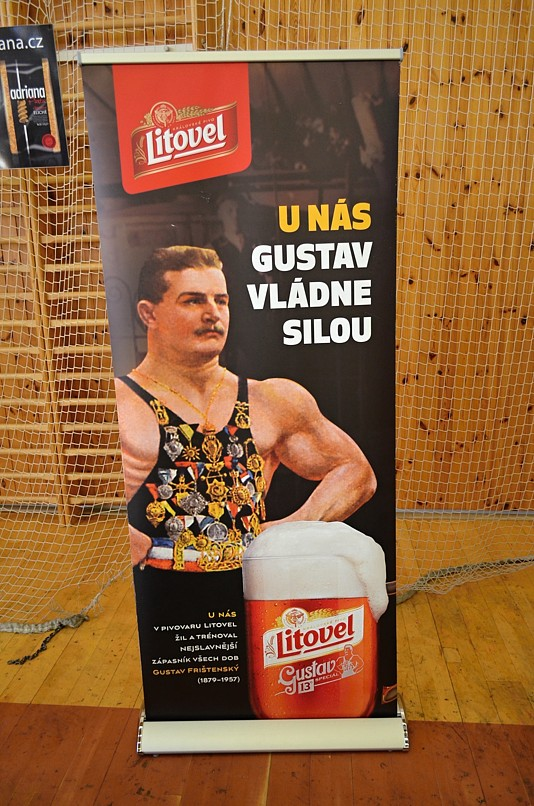 ana.cz
adriana
Litovel
U NÁS
GUSTAV
VLÁDNE
SILOU
U NÁS
V PIVOVARU LITOVEL
ŽIL A TRÉNOVAL
NEJSLAVNĚJŠÍ
ZÁPASNÍK VŠECH DOB
GUSTAV FRIŠTENSKÝ
(1879–1957)
Litovel
Gustav
13 SPECIÁL